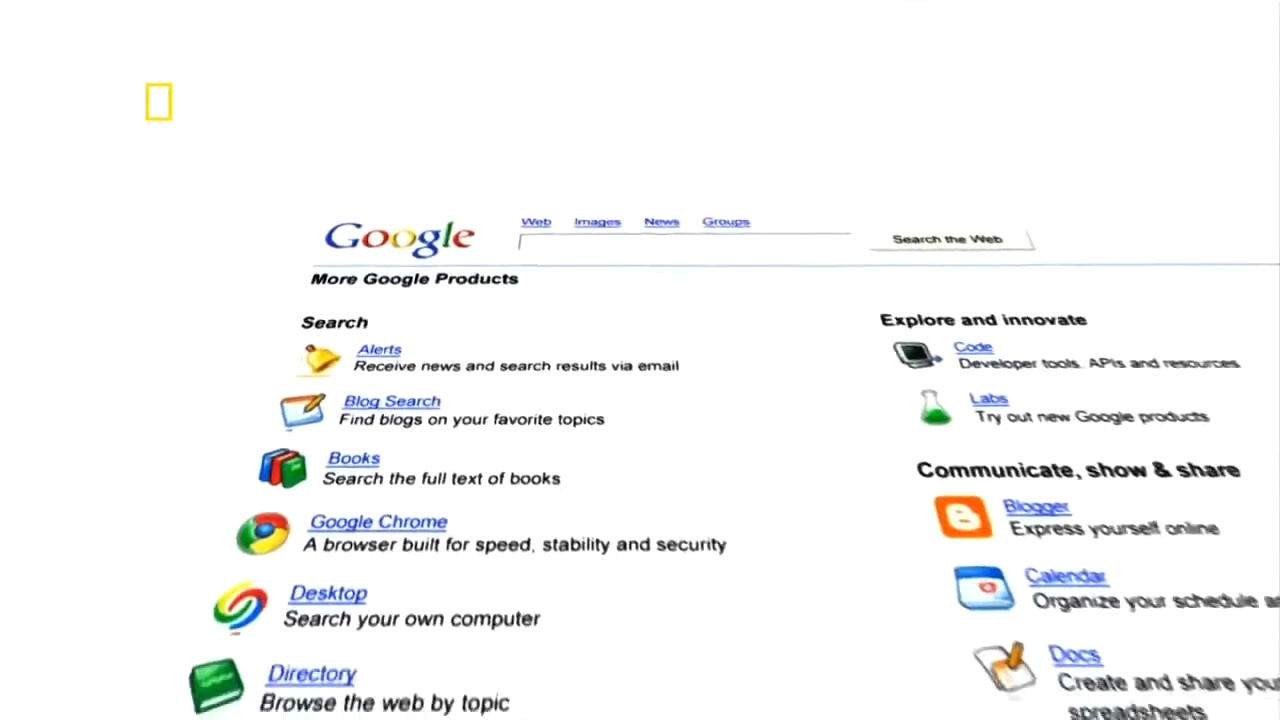 Google
Web Images News Groups
Search the Web
More Google Products
Search
Alerts
Receive news and search results via email
Blog Search
Find blogs on your favorite topics
Books
Search the full text of books
Google Chrome
A browser built for speed, stability and security
Desktop
Search your own computer
Directory
Browse the web by topic
Explore and innovate
Code
Developer tools, APIs and resources
Labs
Try out new Google products
Communicate, show & share
Blogger
Express yourself online
Calendar
Organize your schedule
Docs
Create and share your
spreadsheets